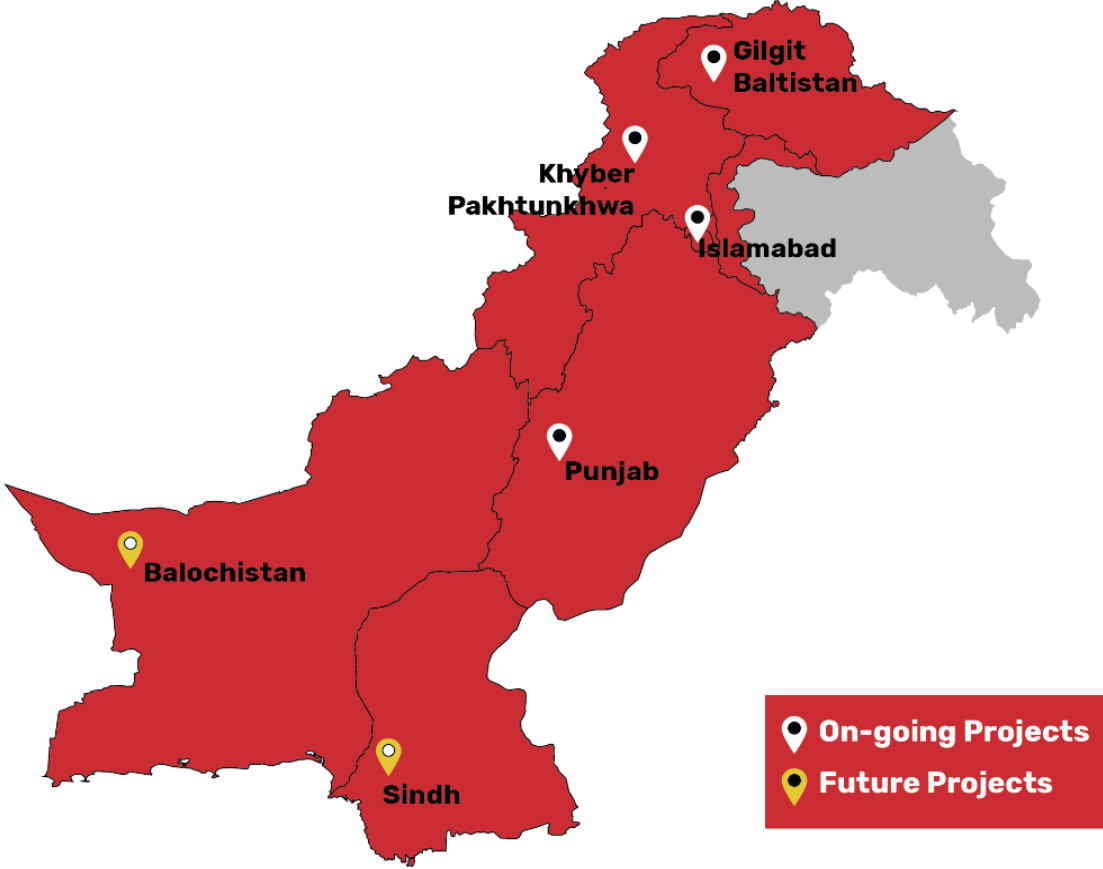 Gilgit
Baltistan
Khyber
Pakhtunkhwa
Islamabad
Punjab
Balochistan
Sindh
On-going Projects
Future Projects